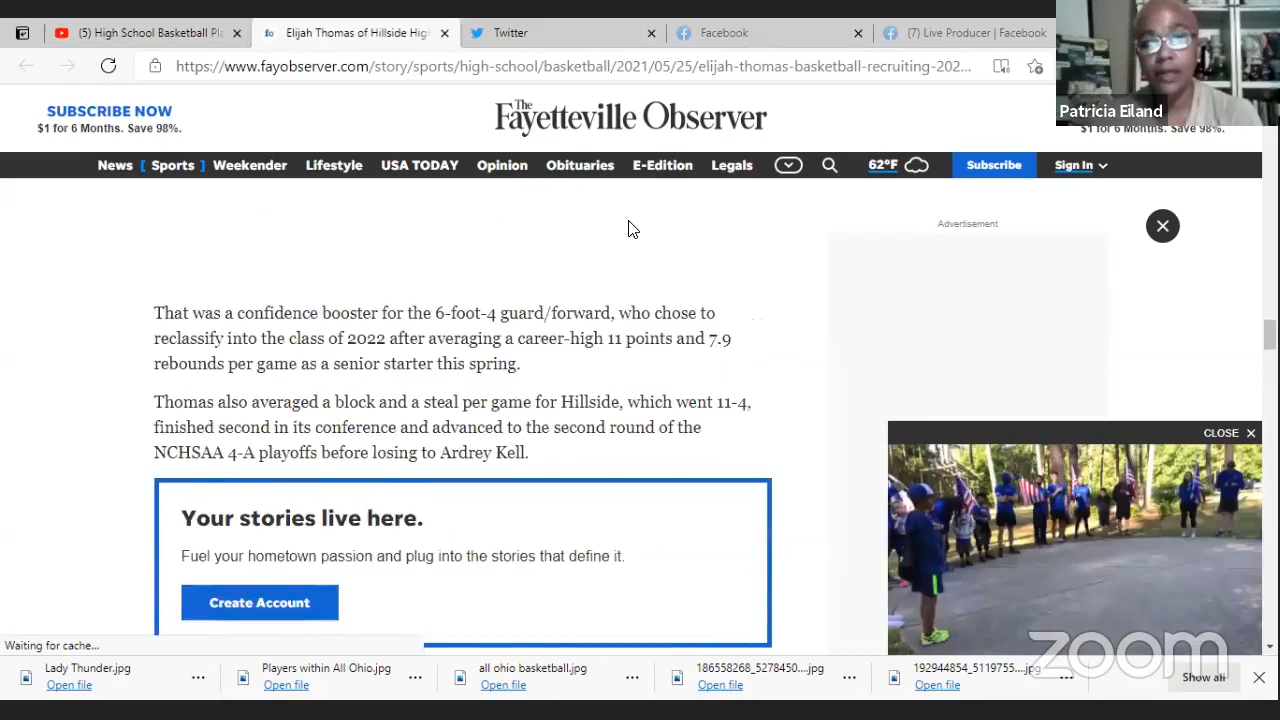 (5) High School Basketball Pl
Elijah Thomas of Hillside Hig
Twitter
Facebook
(7) Live Producer | Facebook
https://www.fayobserver.com/story/sports/high-school/basketball/2021/05/25/elijah-thomas-basketball-recruiting-202...
Patricia Eiland
SUBSCRIBE NOW
$1 for 6 Months. Save 98%.
The Fayetteville Observer
$1 for 6 Months. Save 98%.
News [ Sports ] Weekender Lifestyle USA TODAY Opinion Obituaries E-Edition Legals 62°F Subscribe Sign In
Advertisement
That was a confidence booster for the 6-foot-4 guard/forward, who chose to
reclassify into the class of 2022 after averaging a career-high 11 points and 7.9
rebounds per game as a senior starter this spring.
Thomas also averaged a block and a steal per game for Hillside, which went 11-4,
finished second in its conference and advanced to the second round of the
NCHSAA 4-A playoffs before losing to Ardrey Kell.
CLOSE
Your stories live here.
Fuel your hometown passion and plug into the stories that define it.
Create Account
Waiting for cache...
zoom
Lady Thunder.jpg
Open file
Players within All Ohio.jpg
Open file
all ohio basketball.jpg
Open file
186558268_5278450....jpg
Open file
192944854_5119755....jpg
Open file
Show all